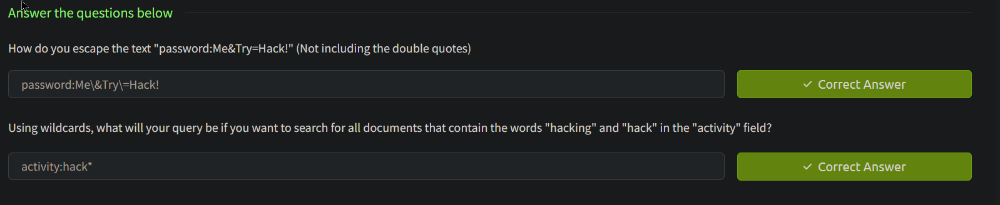 Answer the questions below
How do you escape the text "password:Me&Try=Hack!" (Not including the double quotes)
password:Me\&Try\=Hack!
✓ Correct Answer
Using wildcards, what will your query be if you want to search for all documents that contain the words "hacking" and "hack" in the "activity" field?
activity:hack*
✓ Correct Answer